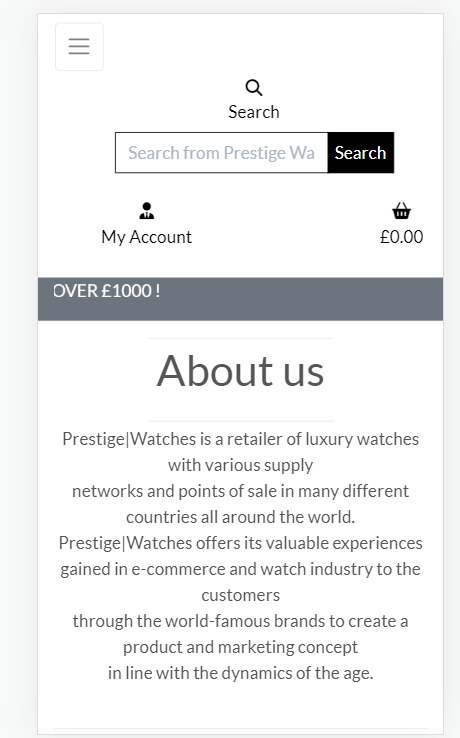 Search
Search from Prestige Wa
Search
My Account
£0.00
OVER £1000 !
About us
Prestige|Watches is a retailer of luxury watches
with various supply
networks and points of sale in many different
countries all around the world.
Prestige|Watches offers its valuable experiences
gained in e-commerce and watch industry to the
customers
through the world-famous brands to create a
product and marketing concept
in line with the dynamics of the age.